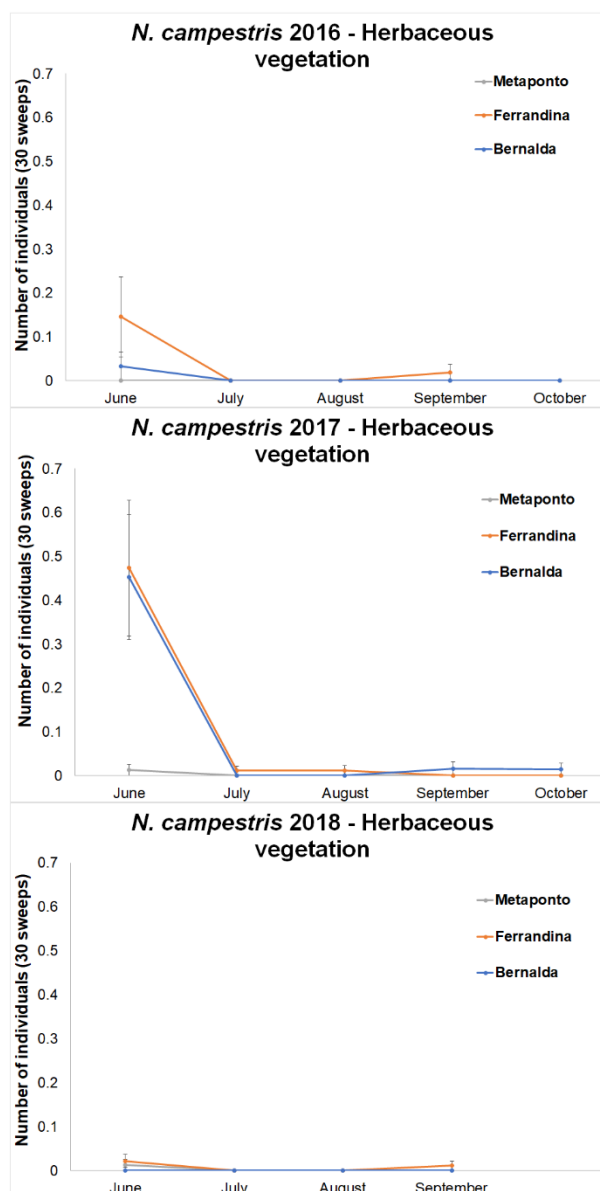 N. campestris 2016 - Herbaceous
vegetation
Number of individuals (30 sweeps)
0.7
0.6
0.5
0.4
0.3
0.2
0.1
0
Metaponto
Ferrandina
Bernalda
June July August September October
N. campestris 2017 - Herbaceous
vegetation
Number of individuals (30 sweeps)
0.7
0.6
0.5
0.4
0.3
0.2
0.1
0
Metaponto
Ferrandina
Bernalda
June July August September October
N. campestris 2018 - Herbaceous
vegetation
Number of individuals (30 sweeps)
0.7
0.6
0.5
0.4
0.3
0.2
0.1
0
Metaponto
Ferrandina
Bernalda
June July August September